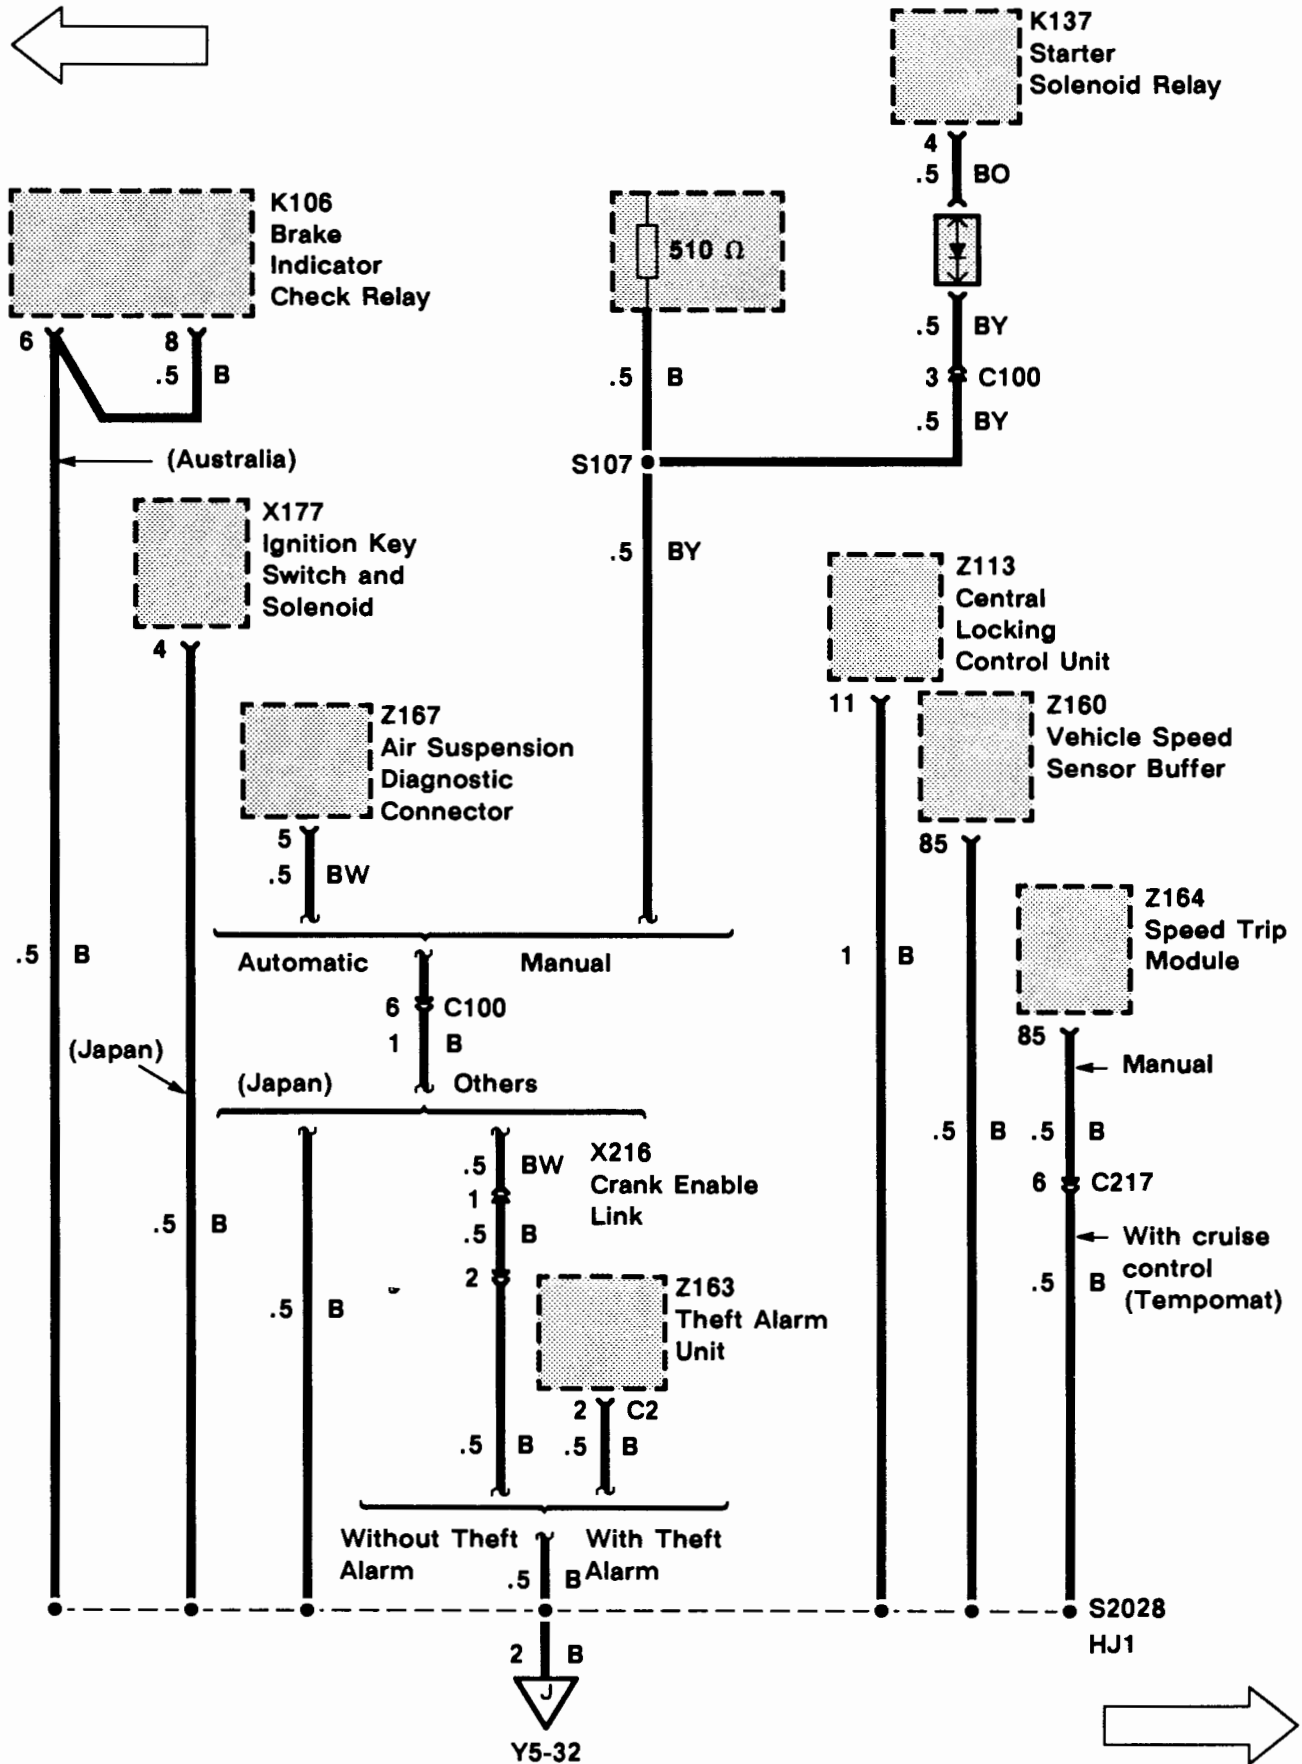 K137
Starter
Solenoid Relay
4
.5 BO
K106
Brake
Indicator
Check Relay
510 Ω
6 8
.5 B
.5 B
.5 BY
3 C100
.5 BY
(Australia)
S107
X177
Ignition Key
Switch and
Solenoid
4
.5 BY
Z113
Central
Locking
Control Unit
11
Z167
Air Suspension
Diagnostic
Connector
5
.5 BW
Z160
Vehicle Speed
Sensor Buffer
85
Z164
Speed Trip
Module
85
.5 B
Automatic Manual
1 B
6 C100
1 B
(Japan)
(Japan) Others
Manual
.5 B
.5 B
.5 BW
1
.5 B
2
X216
Crank Enable
Link
6 C217
With cruise
control
(Tempomat)
.5 B
.5 B
.5 B
Z163
Theft Alarm
Unit
2 C2
.5 B
.5 B
Without Theft
Alarm
With Theft
Alarm
.5 B
S2028
HJ1
2 B
J
Y5-32